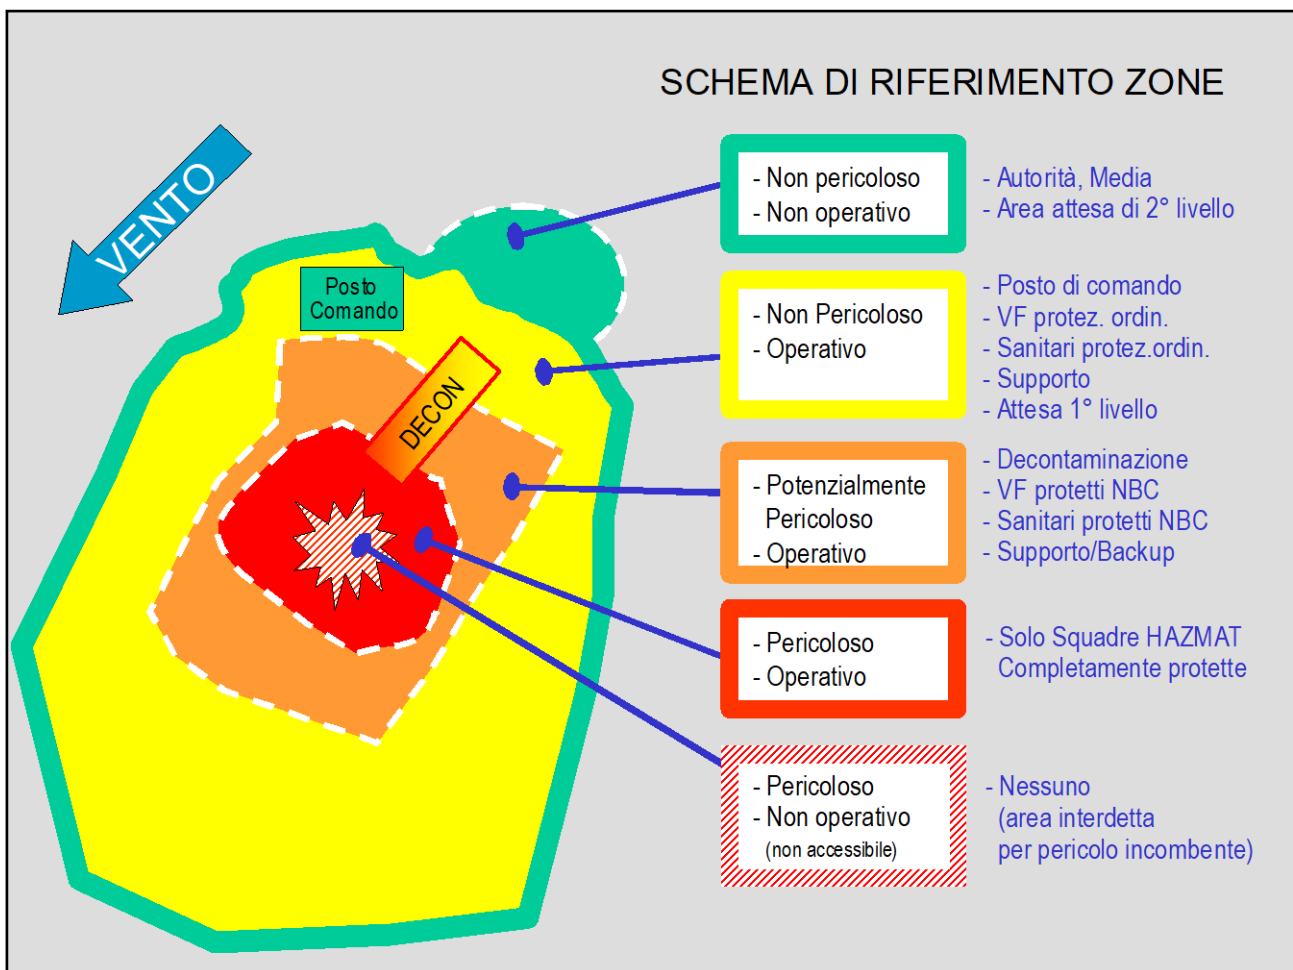 SCHEMA DI RIFERIMENTO ZONE
VENTO
Posto
Comando
DECON
- Non pericoloso
- Non operativo
- Autorità, Media
- Area attesa di 2° livello
- Non Pericoloso
- Operativo
- Posto di comando
- VF protez. ordin.
- Sanitari protez.ordin.
- Supporto
- Attesa 1° livello
- Potenzialmente
Pericoloso
- Operativo
- Decontaminazione
- VF protetti NBC
- Sanitari protetti NBC
- Supporto/Backup
- Pericoloso
- Operativo
- Solo Squadre HAZMAT
Completamente protette
- Pericoloso
- Non operativo
(non accessibile)
- Nessuno
(area interdetta
per pericolo incombente)